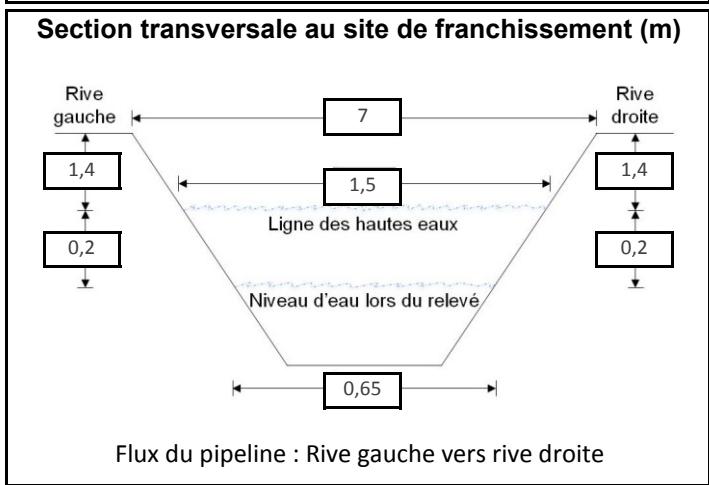 Section transversale au site de franchissement (m)
Rive
gauche
7
Rive
droite
1,4
1,5
1,4
Ligne des hautes eaux
0,2
0,2
Niveau d'eau lors du relevé
0,65
Flux du pipeline : Rive gauche vers rive droite